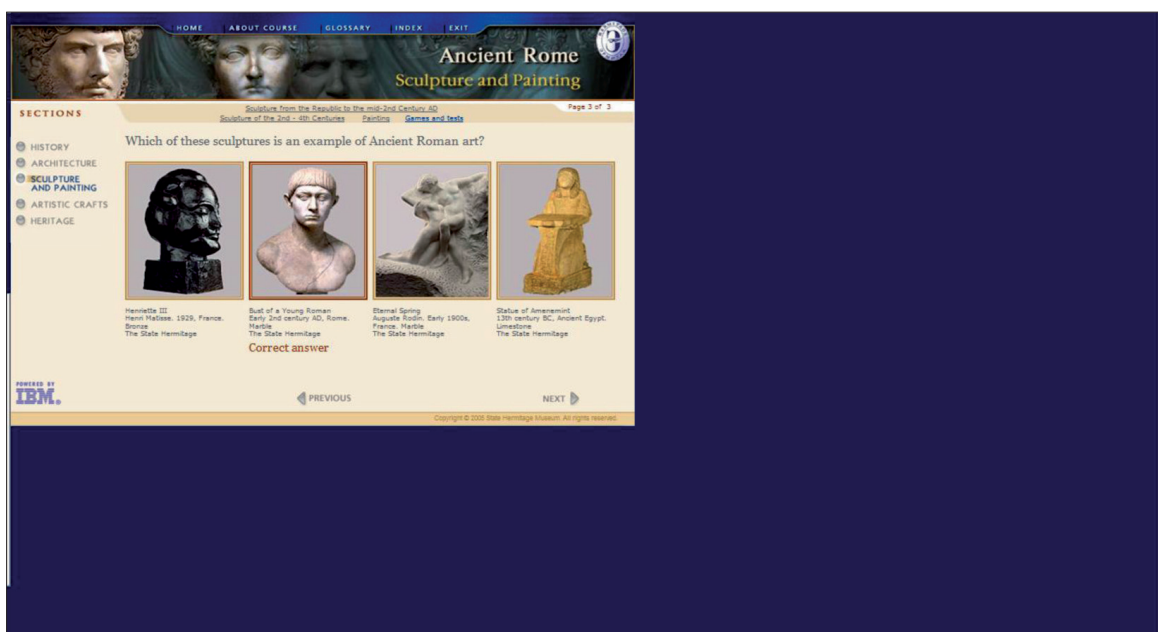 HOME
ABOUT COURSE
GLOSSARY
INDEX
EXIT
Ancient Rome
Sculpture and Painting
SECTIONS
HISTORY
ARCHITECTURE
SCULPTURE
AND PAINTING
ARTISTIC CRAFTS
HERITAGE
Sculpture from the Republic to the mid-2nd Century AD
Sculpture of the 2nd - 4th Centuries Painting Games and tests
Page 3 of 3
Which of these sculptures is an example of Ancient Roman art?
Henriette III
Henri Matisse. 1929, France.
Bronze
The State Hermitage
Bust of a Young Roman
Early 2nd century AD, Rome.
Marble
The State Hermitage
Correct answer
Eternal Spring
Auguste Rodin. Early 1900s,
France. Marble
The State Hermitage
Statue of Amenemint
13th century BC, Ancient Egypt.
Limestone
The State Hermitage
POWERED BY
IBM.
PREVIOUS
NEXT
Copyright © 2006 State Hermitage Museum. All rights reserved.